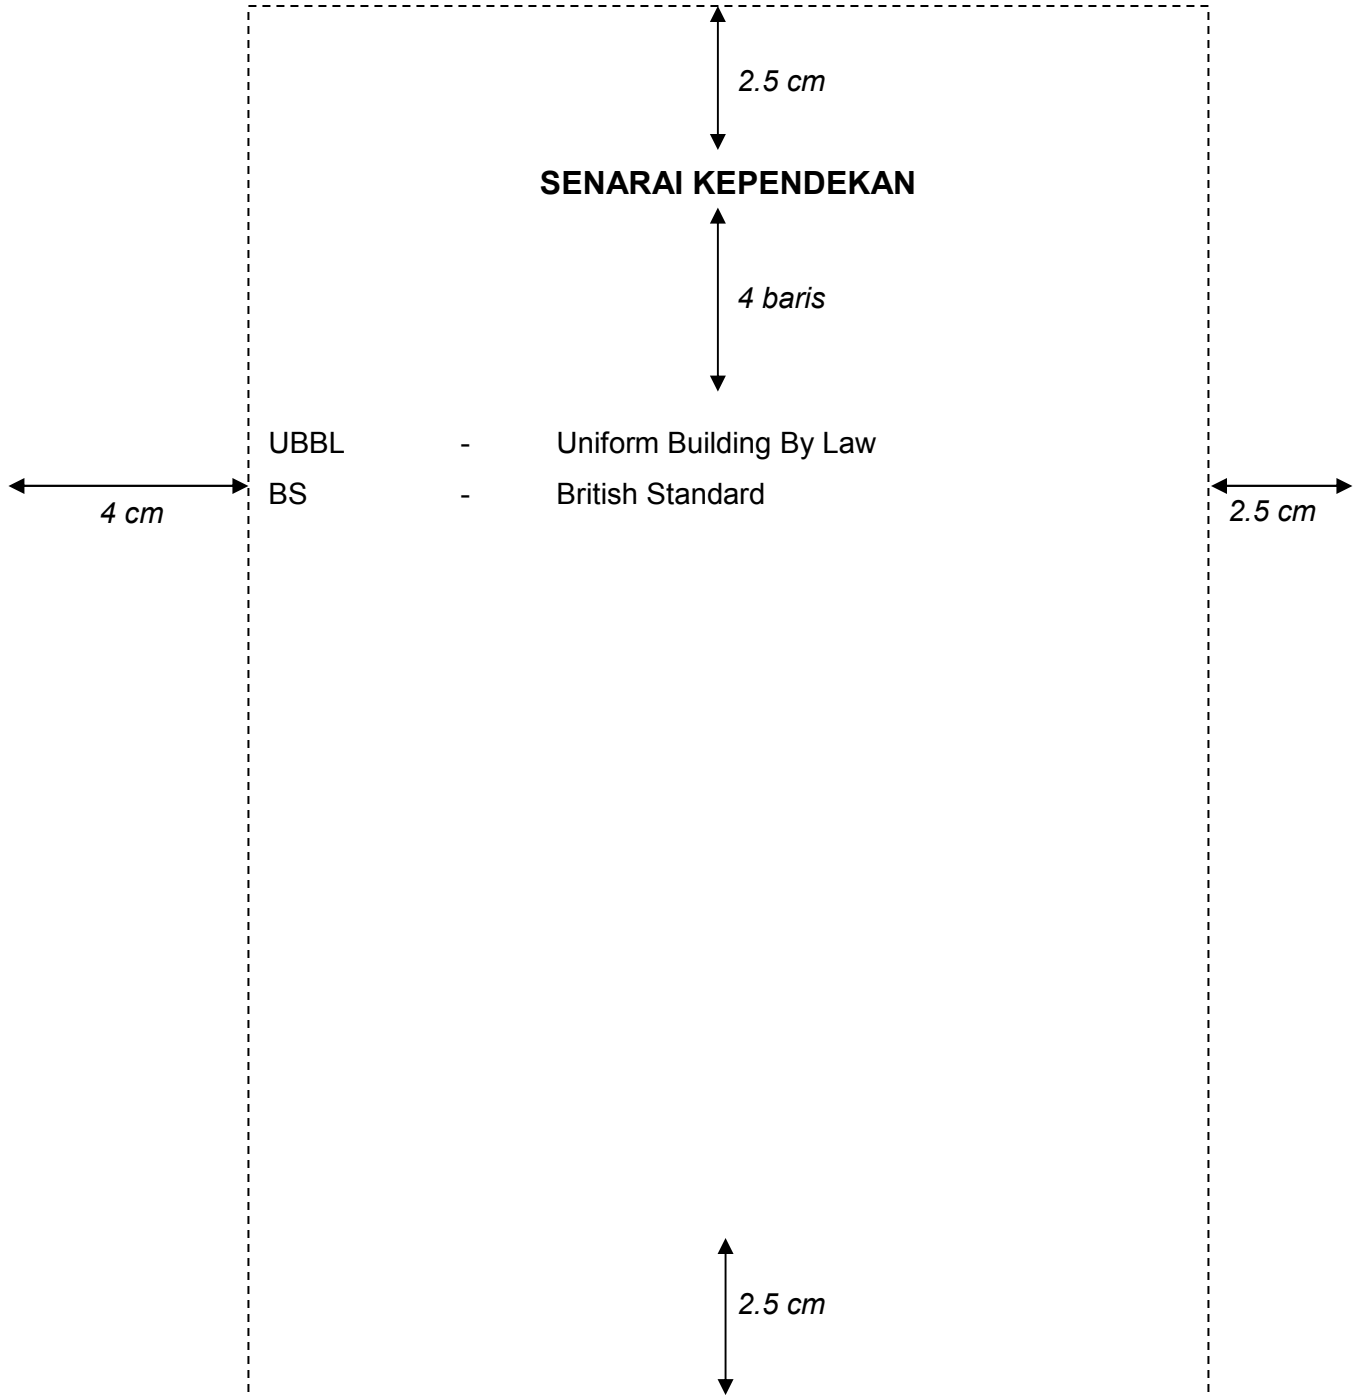 2.5 cm
SENARAI KEPENDEKAN
4 baris
UBBL - Uniform Building By Law
BS - British Standard
4 cm
2.5 cm
2.5 cm